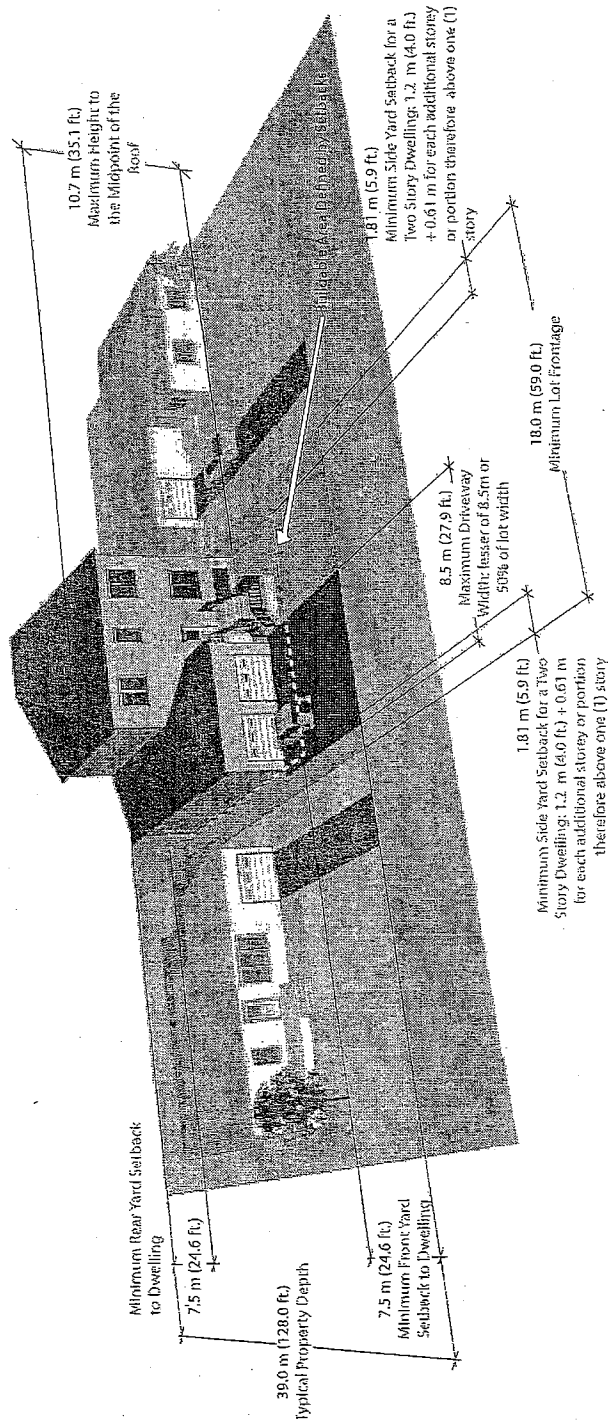 Minimum Rear Yard Setback
to Dwelling
7.5 m (24.6 ft.)
39.0 m (128.0 ft.)
Typical Property Depth
7.5 m (24.6 ft.)
Minimum Front Yard
Setback to Dwelling
10.7 m (35.1 ft.)
Maximum Height to
the Midpoint of the
Roof
Buildable Area Defined by Setbacks
1.81 m (5.9 ft.)
Minimum Side Yard Setback for a
Two Story Dwelling: 1.2 m (4.0 ft.)
+ 0.61 m for each additional storey
or portion therefore above one (1)
story
18.0 m (59.0 ft.)
Minimum Lot Frontage
8.5 m (27.9 ft.)
Maximum Driveway
Width: lesser of 8.5m or
50% of lot width
1.81 m (5.9 ft.)
Minimum Side Yard Setback for a Two
Story Dwelling: 1.2 m (4.0 ft.) + 0.61 m
for each additional storey or portion
therefore above one (1) story